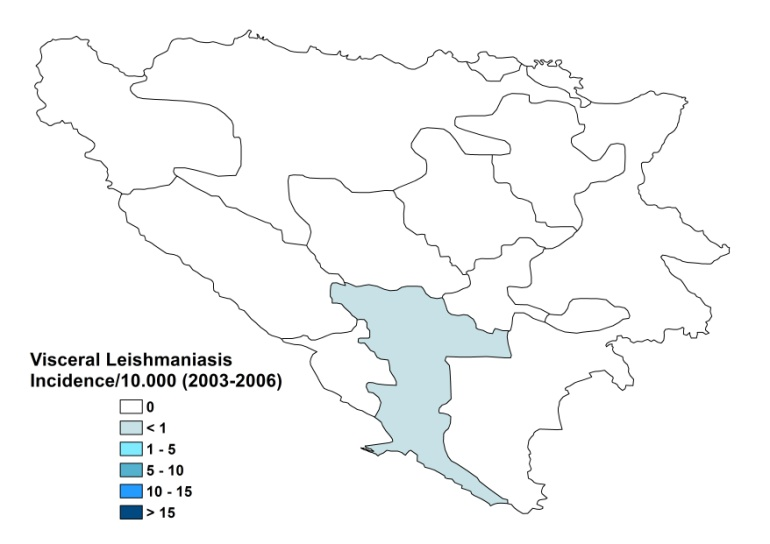 Visceral Leishmaniasis
Incidence/10.000 (2003-2006)
0
< 1
1 - 5
5 - 10
10 - 15
> 15